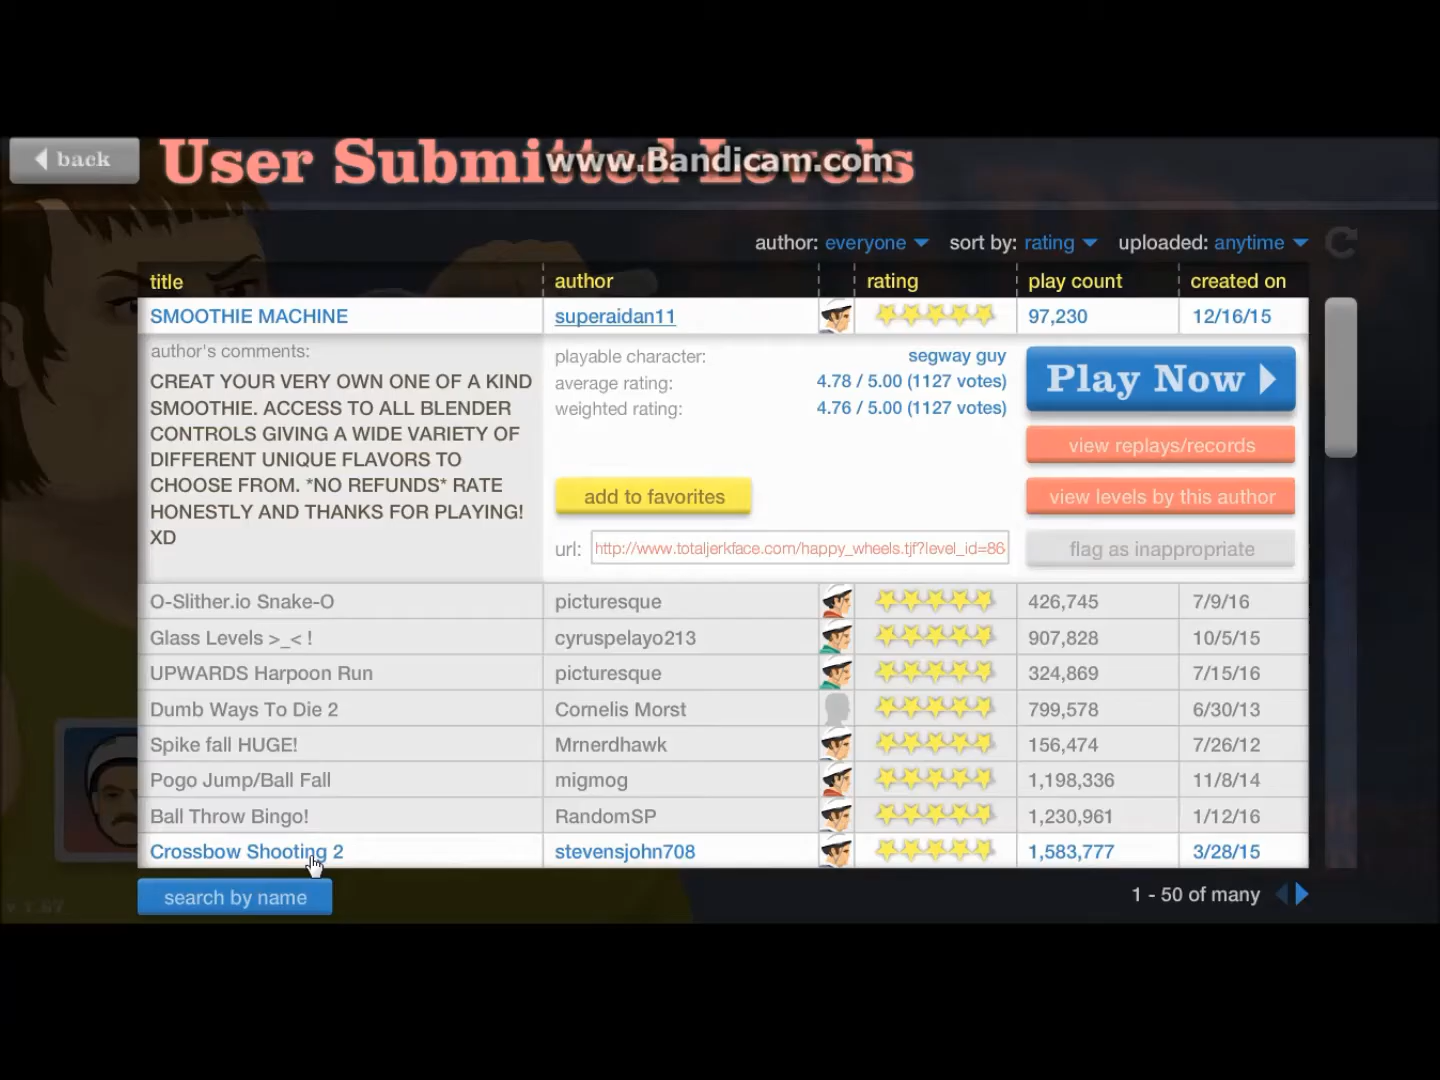 back
User Submitted Levels
www.Bandicam.com
author: everyone sort by: rating uploaded: anytime
title author rating play count created on
SMOOTHIE MACHINE superaidan11 97,230 12/16/15
author's comments:
CREAT YOUR VERY OWN ONE OF A KIND
SMOOTHIE. ACCESS TO ALL BLENDER
CONTROLS GIVING A WIDE VARIETY OF
DIFFERENT UNIQUE FLAVORS TO
CHOOSE FROM. *NO REFUNDS* RATE
HONESTLY AND THANKS FOR PLAYING!
XD
playable character: segway guy
average rating: 4.78 / 5.00 (1127 votes)
weighted rating: 4.76 / 5.00 (1127 votes)
add to favorites
url: http://www.totaljerkface.com/happy_wheels.tjf?level_id=86
Play Now
view replays/records
view levels by this author
flag as inappropriate
O-Slither.io Snake-O picturesque 426,745 7/9/16
Glass Levels >_< ! cyruspelayo213 907,828 10/5/15
UPWARDS Harpoon Run picturesque 324,869 7/15/16
Dumb Ways To Die 2 Cornelis Morst 799,578 6/30/13
Spike fall HUGE! Mrnerdhawk 156,474 7/26/12
Pogo Jump/Ball Fall migmog 1,198,336 11/8/14
Ball Throw Bingo! RandomSP 1,230,961 1/12/16
Crossbow Shooting 2 stevensjohn708 1,583,777 3/28/15
search by name
1 - 50 of many